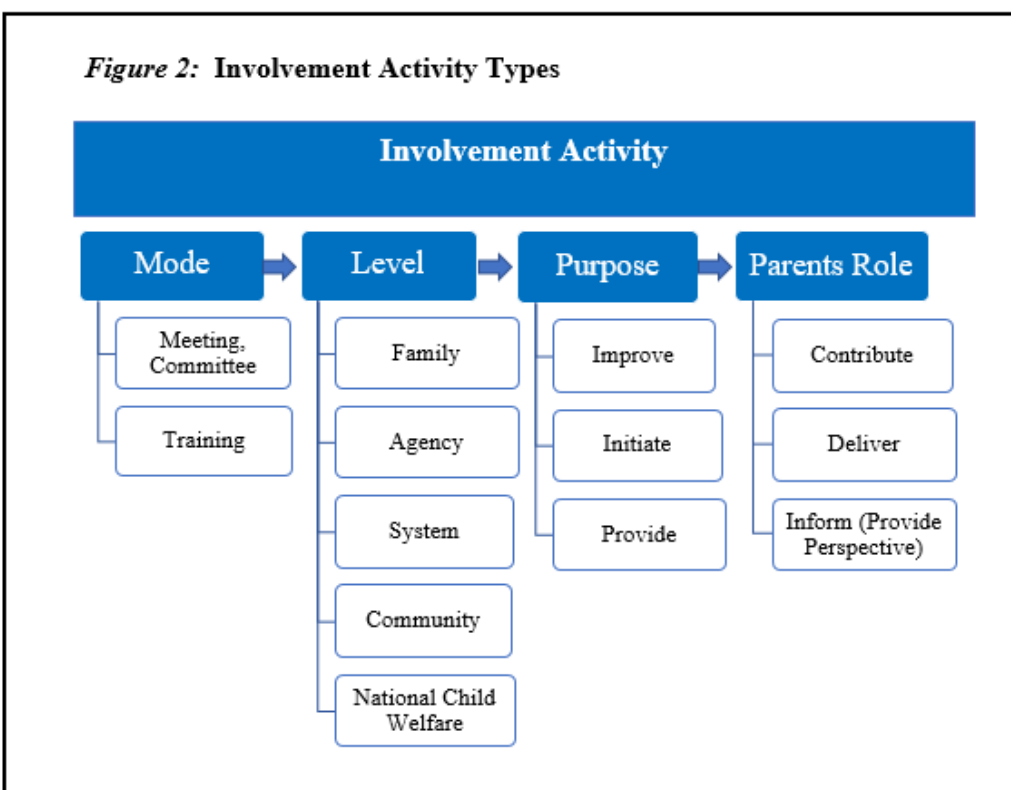 Figure 2: Involvement Activity Types
Involvement Activity
Mode
Level
Purpose
Parents Role
Meeting,
Committee
Training
Family
Agency
System
Community
National Child
Welfare
Improve
Initiate
Provide
Contribute
Deliver
Inform (Provide
Perspective)